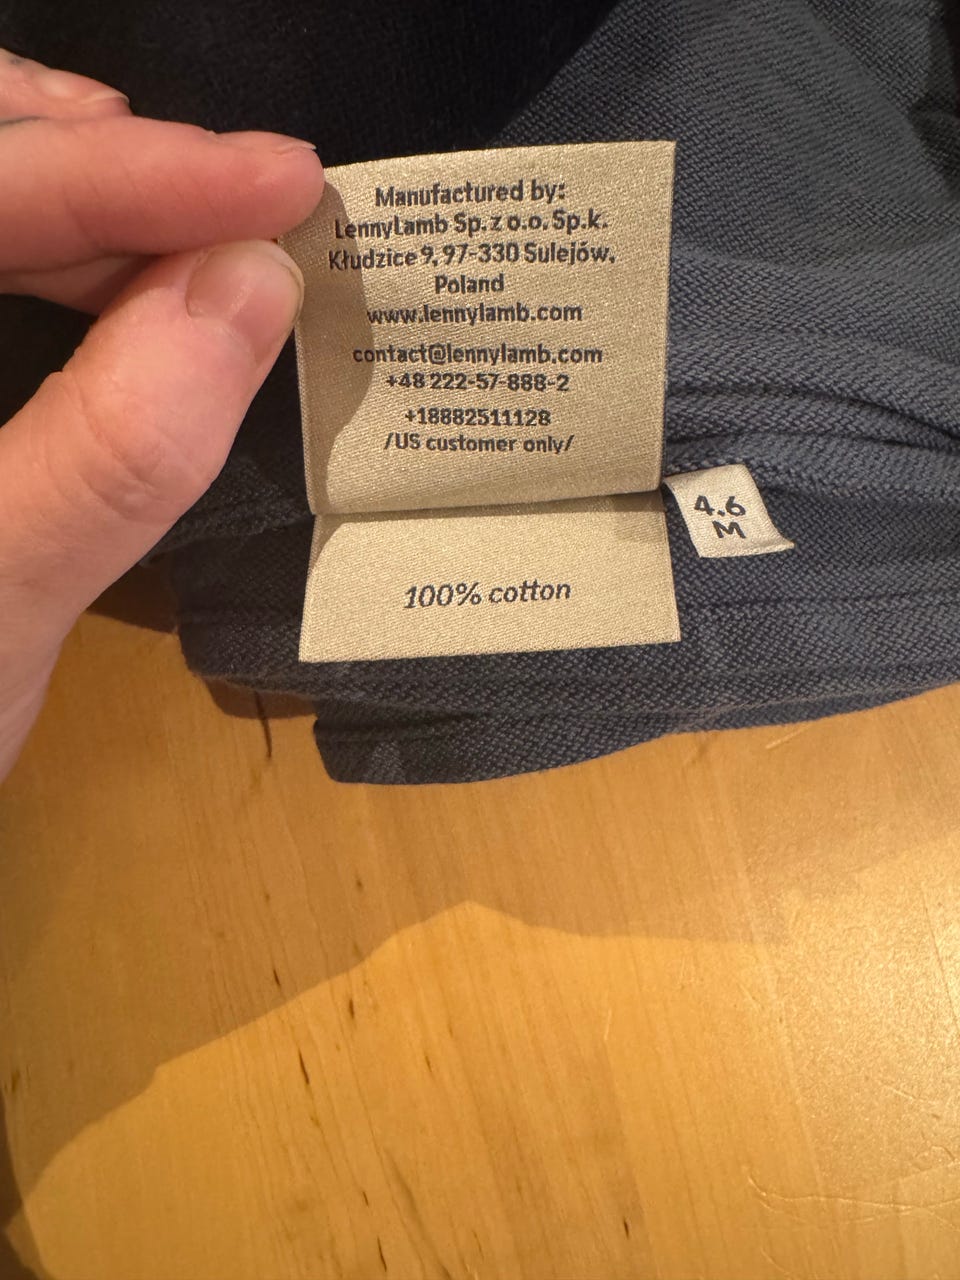 Manufactured by:
LennyLamb Sp. z o.o. Sp.k.
Kłudzice 9, 97-330 Sulejów,
Poland
www.lennylamb.com
contact@lennylamb.com
+48 222-57-888-2
+18882511128
/US customer only/
4.6
M
100% cotton